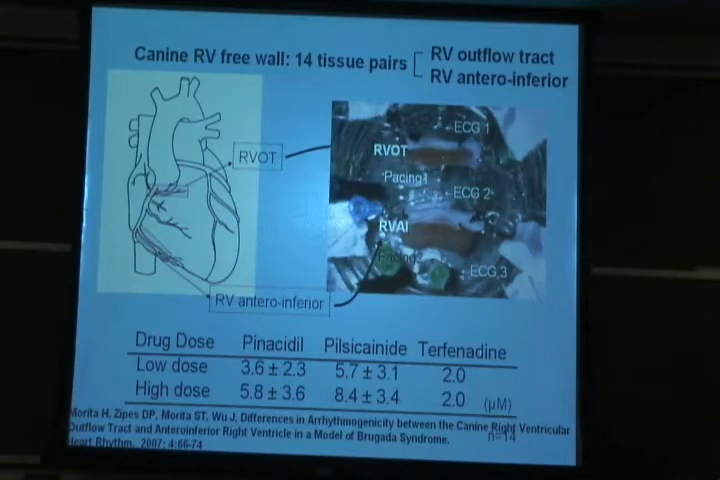 Canine RV free wall: 14 tissue pairs
RV outflow tract
RV antero-inferior
RVOT
RV antero-inferior
ECG 1
RVOT
Pacing1
ECG 2
RVAI
Pacing2
ECG 3
Drug Dose Pinacidil Pilsicainide Terfenadine
Low dose 3.6 ± 2.3 5.7 ± 3.1 2.0
High dose 5.8 ± 3.6 8.4 ± 3.4 2.0 (µM)
Morita H, Zipes DP, Morita ST, Wu J, Differences in Arrhythmogenicity between the Canine Right Ventricular
Outflow Tract and Anteroinferior Right Ventricle in a Model of Brugada Syndrome.
n=14
Heart Rhythm, 2007; 4:66-74